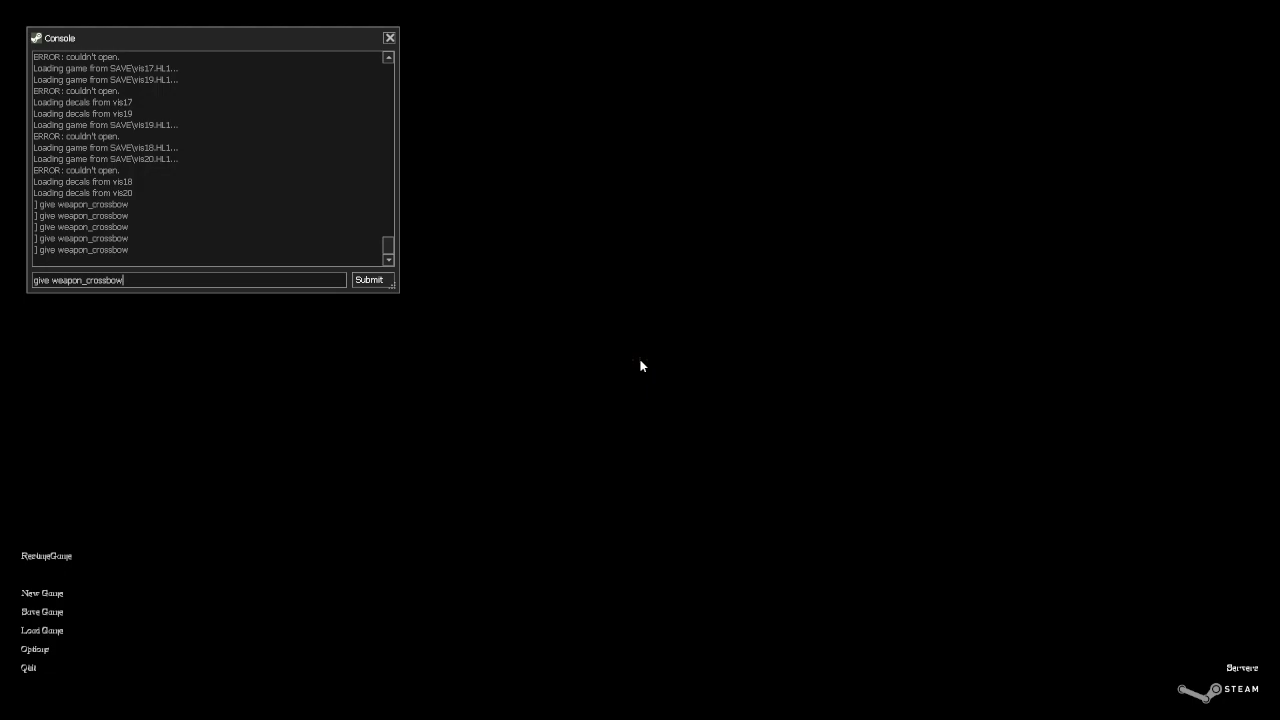 Console
ERROR: couldn't open.
Loading game from SAVE\vis17.HL1...
Loading game from SAVE\vis19.HL1...
ERROR: couldn't open.
Loading decals from vis17
Loading decals from vis19
Loading game from SAVE\vis19.HL1...
ERROR: couldn't open.
Loading game from SAVE\vis18.HL1...
Loading game from SAVE\vis20.HL1...
ERROR: couldn't open.
Loading decals from vis18
Loading decals from vis20
] give weapon_crossbow
] give weapon_crossbow
] give weapon_crossbow
] give weapon_crossbow
] give weapon_crossbow
give weapon_crossbow
Submit
ResumeGame
New Game
Save Game
Load Game
Options
Quit
Servers
STEAM